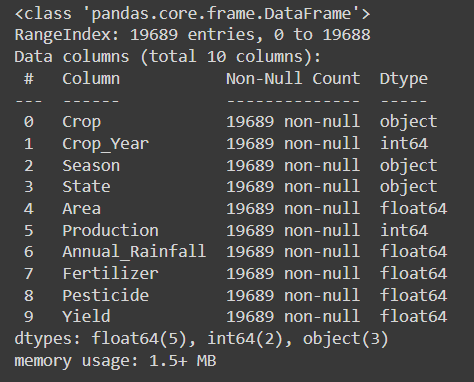 <class 'pandas.core.frame.DataFrame'>
RangeIndex: 19689 entries, 0 to 19688
Data columns (total 10 columns):
 #   Column           Non-Null Count  Dtype
---  ------           --------------  -----
 0   Crop             19689 non-null  object
 1   Crop_Year        19689 non-null  int64
 2   Season           19689 non-null  object
 3   State            19689 non-null  object
 4   Area             19689 non-null  float64
 5   Production       19689 non-null  int64
 6   Annual_Rainfall  19689 non-null  float64
 7   Fertilizer       19689 non-null  float64
 8   Pesticide        19689 non-null  float64
 9   Yield            19689 non-null  float64
dtypes: float64(5), int64(2), object(3)
memory usage: 1.5+ MB